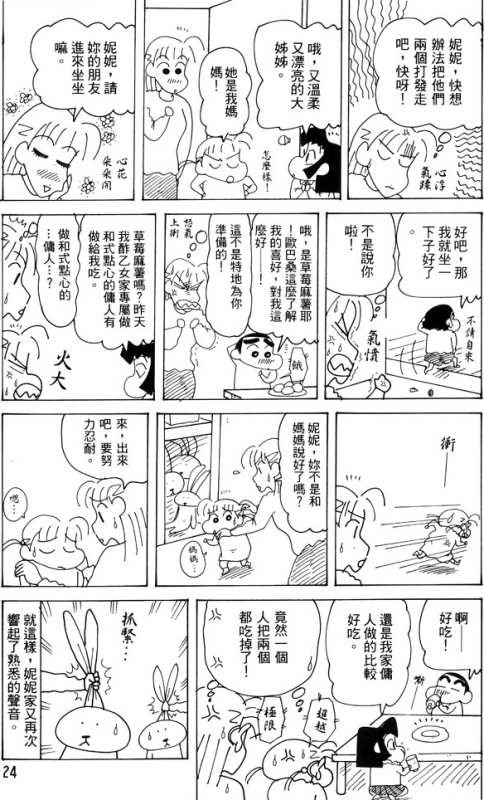 妮妮，快想
辦法把他們
兩個打發走
吧，快呀！
心浮
氣躁
哦，又溫柔
又漂亮的大
姊姊。
她是我媽
媽！
怎麼樣！
妮妮，請
妳的朋友
進來坐坐
嘛。
心花
朵朵開
好吧，那
我就坐一
下子好了
。
不請自來
不是說你
啦！
氣憤
哦，是草莓麻薯耶
！歐巴桑這麼了解
我的喜好，對我這
麼好
餓
這不是特地為你
準備的！
怒氣
上衝
草莓麻薯嗎？昨天
我酢乙女家專屬做
和式點心的傭人有
做給我吃。
做和式點心的
…傭人…？
火大
衝
妮妮，妳不是和
媽媽說好了嗎？
媽媽…
來，出來
吧，要努
力忍耐。
嗯…
啊——
好吃！
還是我家傭
人做的比較
好吃。
竟然一個
人把兩個
都吃掉了！
超越
極限
抓緊…
就這樣，妮妮家又再次
響起了熟悉的聲音。
24